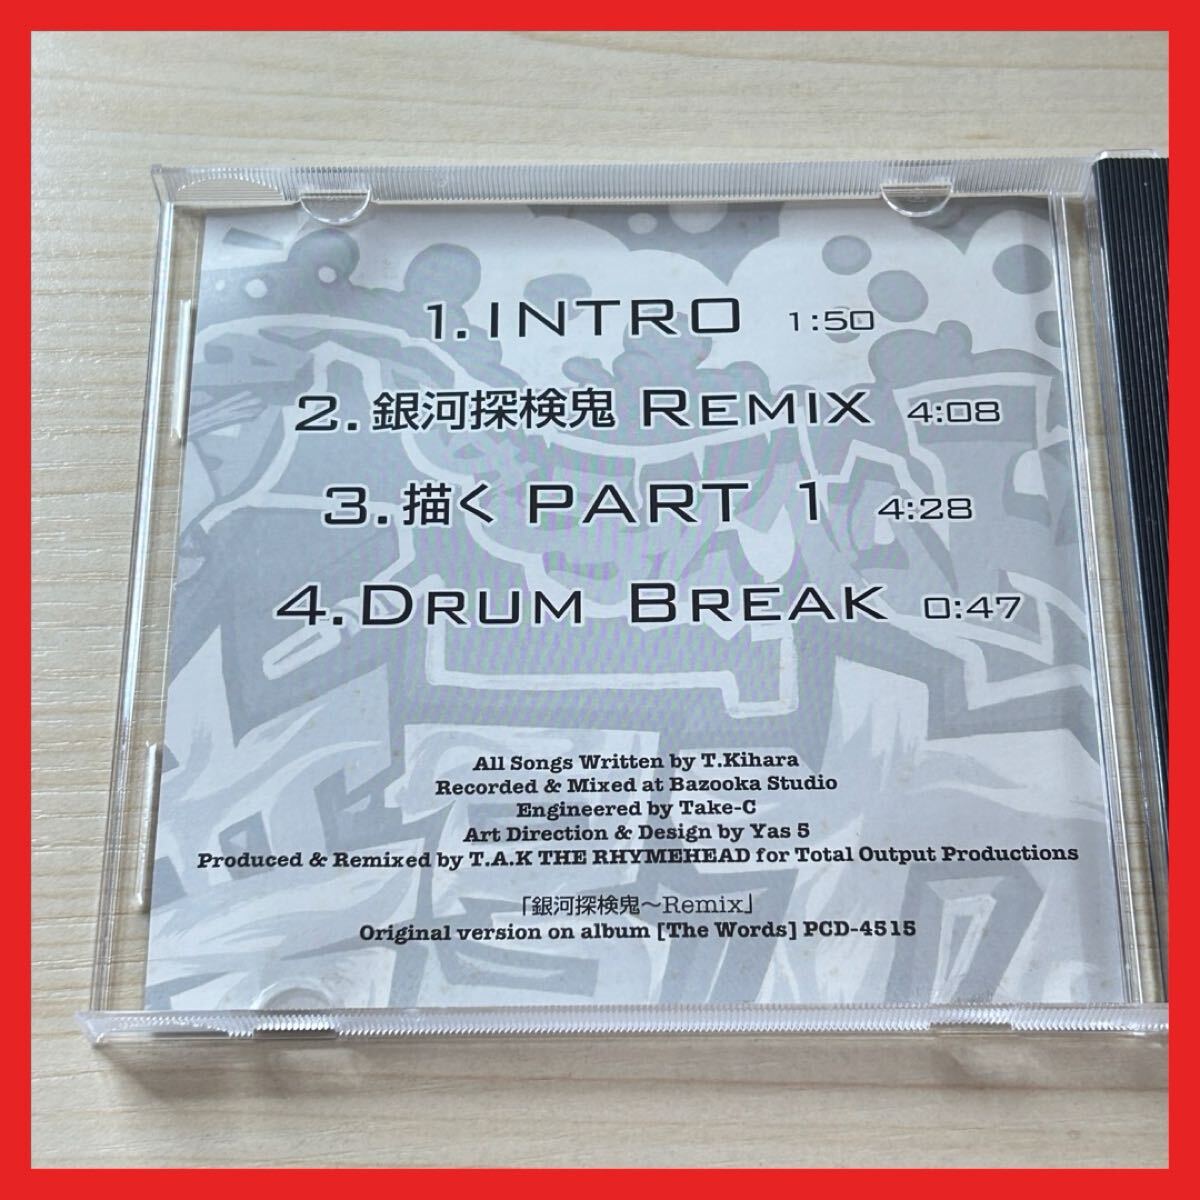 1. INTRO 1:50
2. 銀河探検鬼 REMIX 4:08
3. 描く PART 1 4:28
4. DRUM BREAK 0:47
All Songs Written by T.Kihara
Recorded & Mixed at Bazooka Studio
Engineered by Take-C
Art Direction & Design by Yas 5
Produced & Remixed by T.A.K THE RHYMEHEAD for Total Output Productions
「銀河探検鬼～Remix」
Original version on album [The Words] PCD-4515